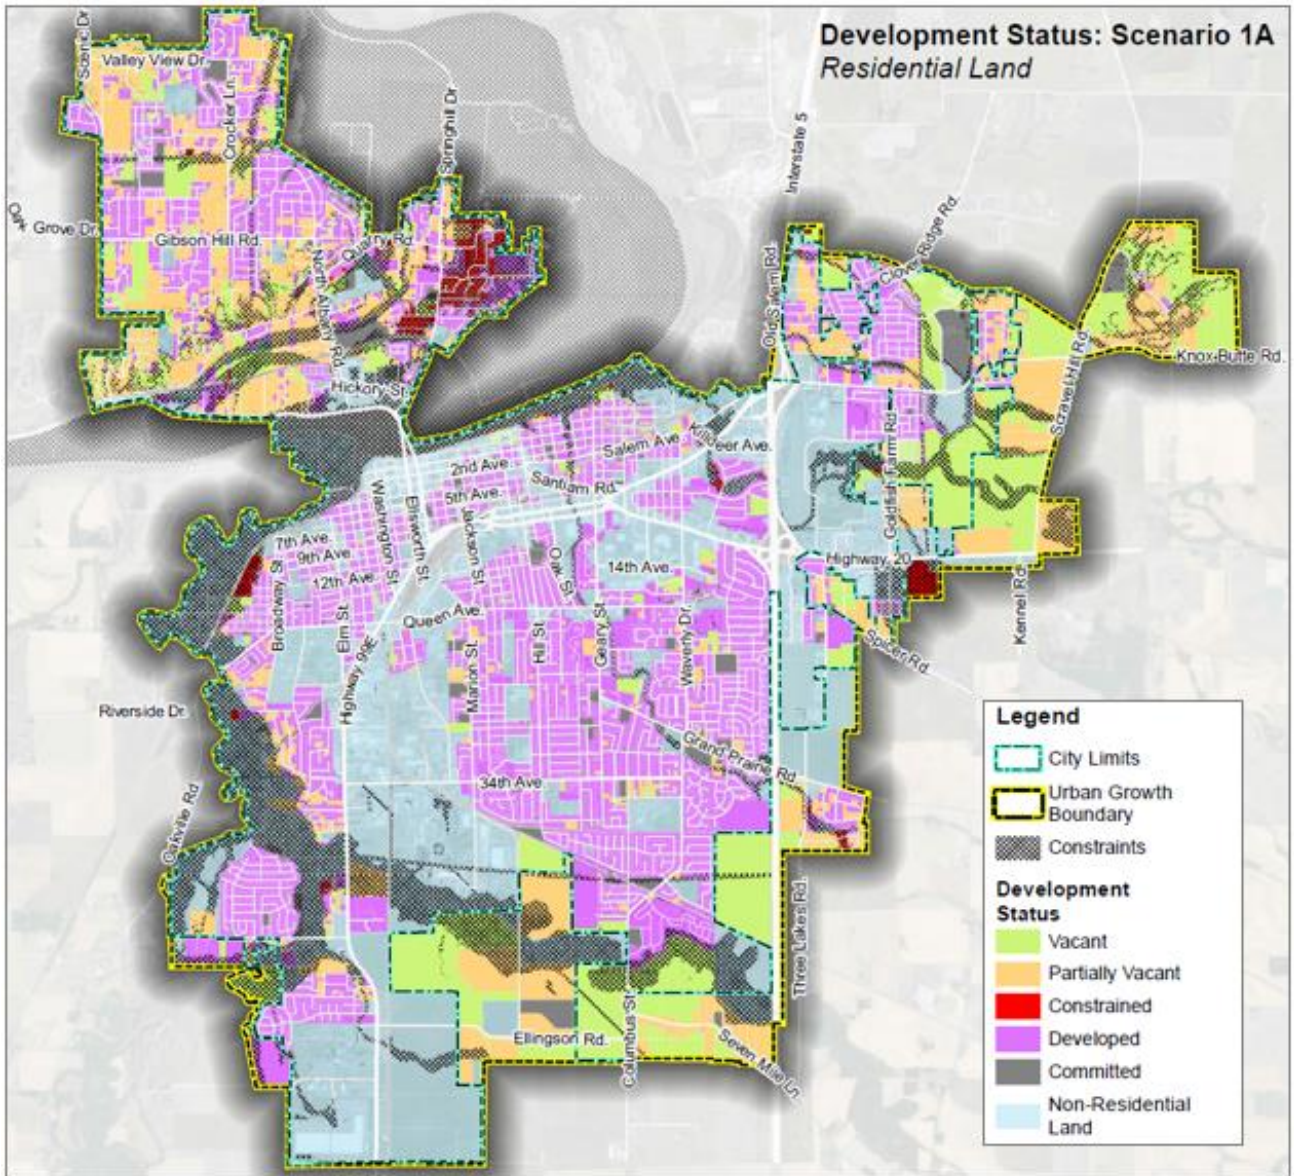 Development Status: Scenario 1A
Residential Land
Scenic Dr
Valley View Dr.
Crocker Ln.
Springhill Dr
Interstate 5
Oak Grove Dr.
Gibson Hill Rd.
Quarry Rd.
North Albany Rd.
Hickory St.
Old Salem Rd.
Clover Ridge Rd.
Knox Butte Rd.
Scravel Hill Rd.
Goldfish Farm Rd.
Killdeer Ave.
Salem Ave.
2nd Ave.
Santiam Rd.
5th Ave.
Washington St.
Ellsworth St.
Jackson St.
7th Ave.
9th Ave
12th Ave.
Oak St.
14th Ave.
Highway 20
Kennel Rd.
Broadway St
Elm St.
Queen Ave.
Highway 99E
Marion St.
Hill St.
Geary St.
Waverly Dr.
Spicer Rd.
Riverside Dr.
Grand Prairie Rd.
34th Ave
Oakville Rd
Three Lakes Rd.
Ellingson Rd.
Columbus St.
Seven Mile Ln.
Legend
City Limits
Urban Growth
Boundary
Constraints
Development
Status
Vacant
Partially Vacant
Constrained
Developed
Committed
Non-Residential
Land